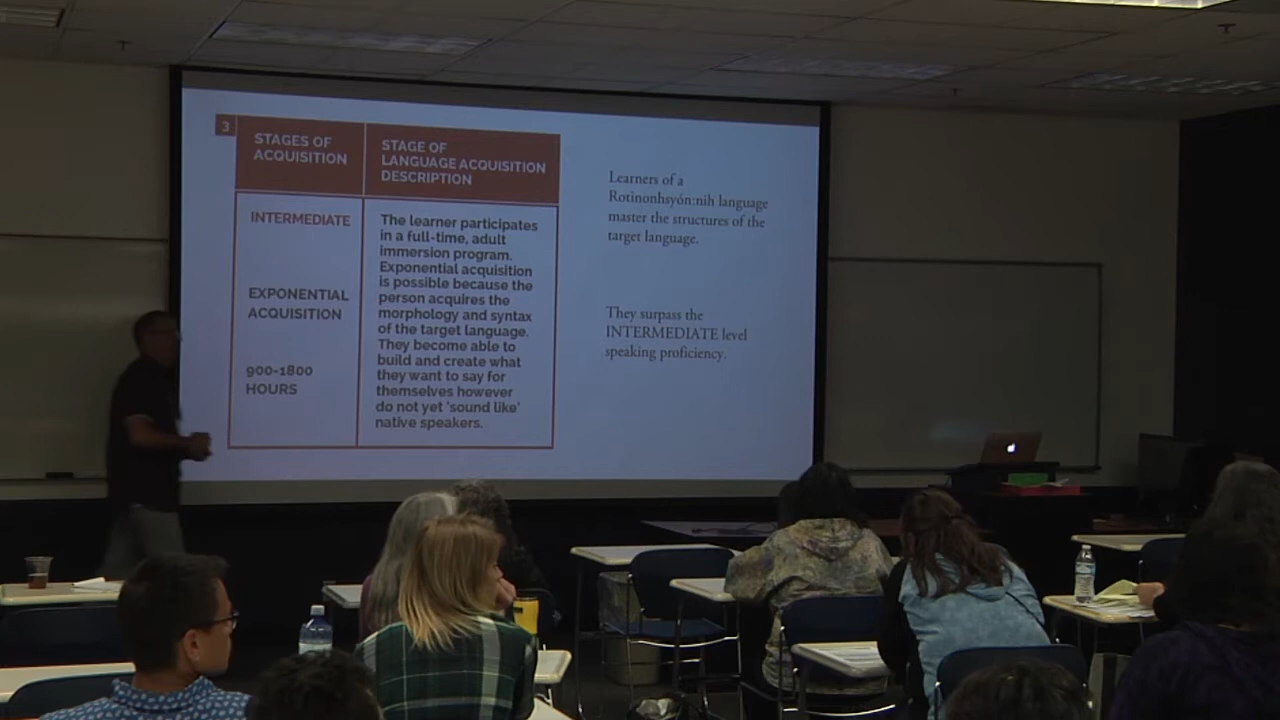 3
STAGES OF
ACQUISITION
STAGE OF
LANGUAGE ACQUISITION
DESCRIPTION
INTERMEDIATE
EXPONENTIAL
ACQUISITION
900-1800
HOURS
The learner participates
in a full-time, adult
immersion program.
Exponential acquisition
is possible because the
person acquires the
morphology and syntax
of the target language.
They become able to
build and create what
they want to say for
themselves however
do not yet 'sound like'
native speakers.
Learners of a
Rotinonhsyón:nih language
master the structures of the
target language.
They surpass the
INTERMEDIATE level
speaking proficiency.